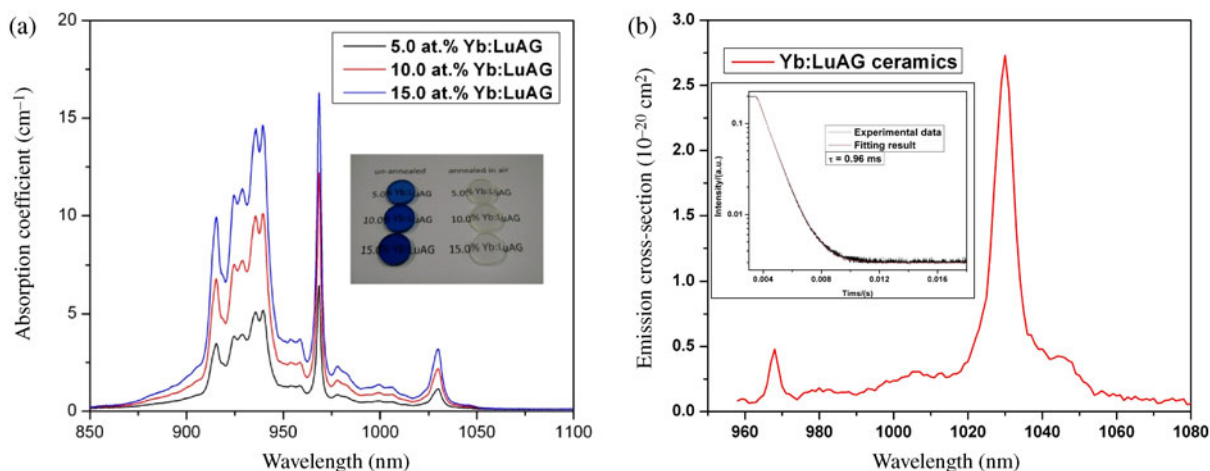 (a)
20
15
10
5
0
Absorption coefficient (cm⁻¹)
5.0 at.% Yb:LuAG
10.0 at.% Yb:LuAG
15.0 at.% Yb:LuAG
un-annealed annealed in air
5.0% Yb:LuAG 5.0% Yb:LuAG
10.0% Yb:LuAG 10.0% Yb:LuAG
15.0% Yb:LuAG 15.0% Yb:LuAG
850 900 950 1000 1050 1100
Wavelength (nm)
(b)
3.0
2.5
2.0
1.5
1.0
0.5
0.0
Emission cross-section (10⁻²⁰ cm²)
Yb:LuAG ceramics
0.1
0.01
Intensity/(a.u.)
Experimental data
Fitting result
τ = 0.96 ms
0.004 0.008 0.012 0.016
Tims/(s)
960 980 1000 1020 1040 1060 1080
Wavelength (nm)